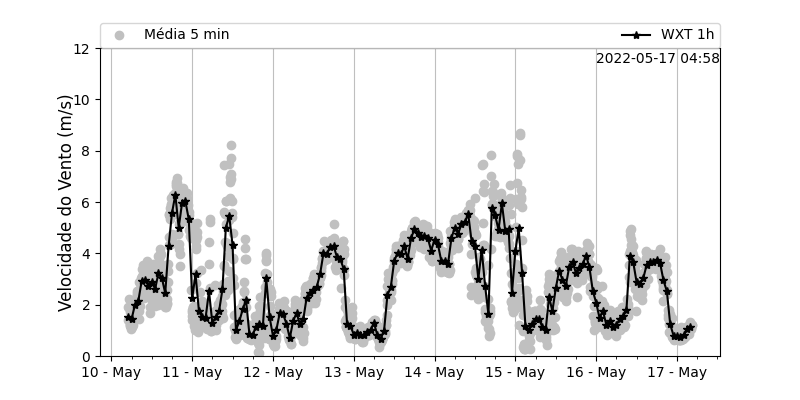 Média 5 min
WXT 1h
2022-05-17 04:58
Velocidade do Vento (m/s)
12
10
8
6
4
2
0
10 - May 11 - May 12 - May 13 - May 14 - May 15 - May 16 - May 17 - May